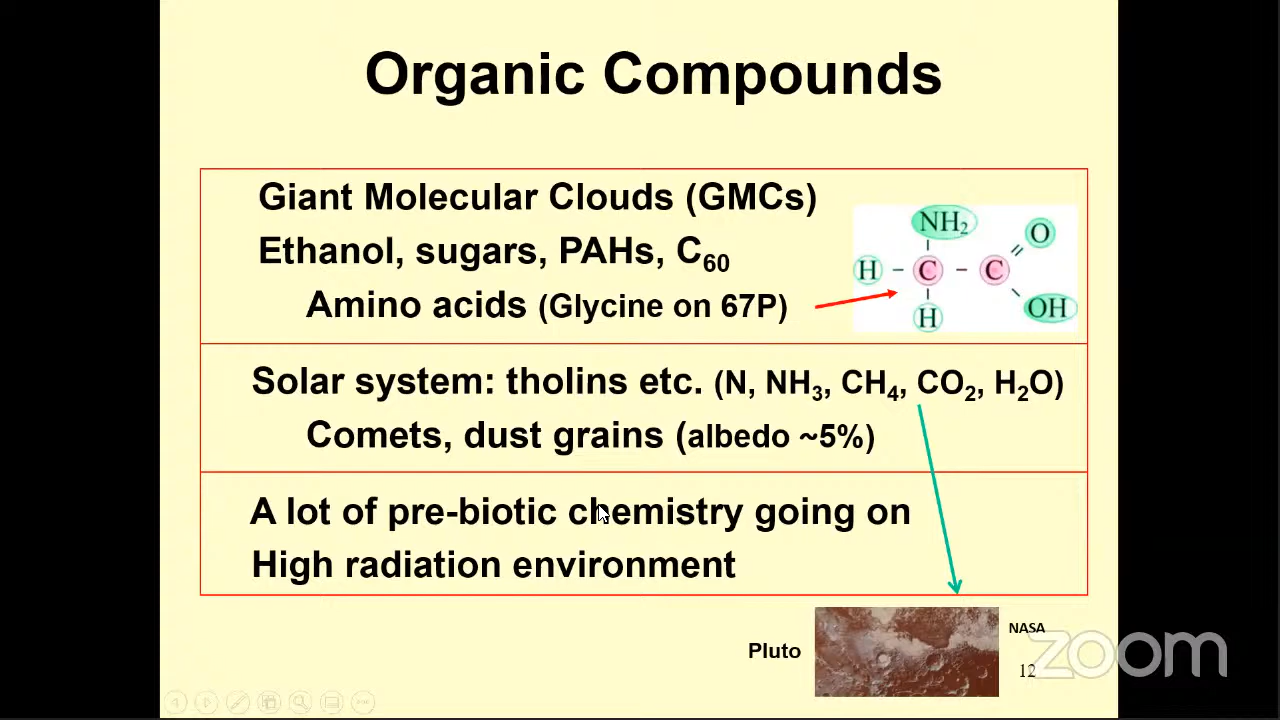 Organic Compounds
Giant Molecular Clouds (GMCs)
Ethanol, sugars, PAHs, C₆₀
Amino acids (Glycine on 67P)
NH₂
O
H – C – C
H
OH
Solar system: tholins etc. (N, NH₃, CH₄, CO₂, H₂O)
Comets, dust grains (albedo ~5%)
A lot of pre-biotic chemistry going on
High radiation environment
Pluto
NASA
12
zoom